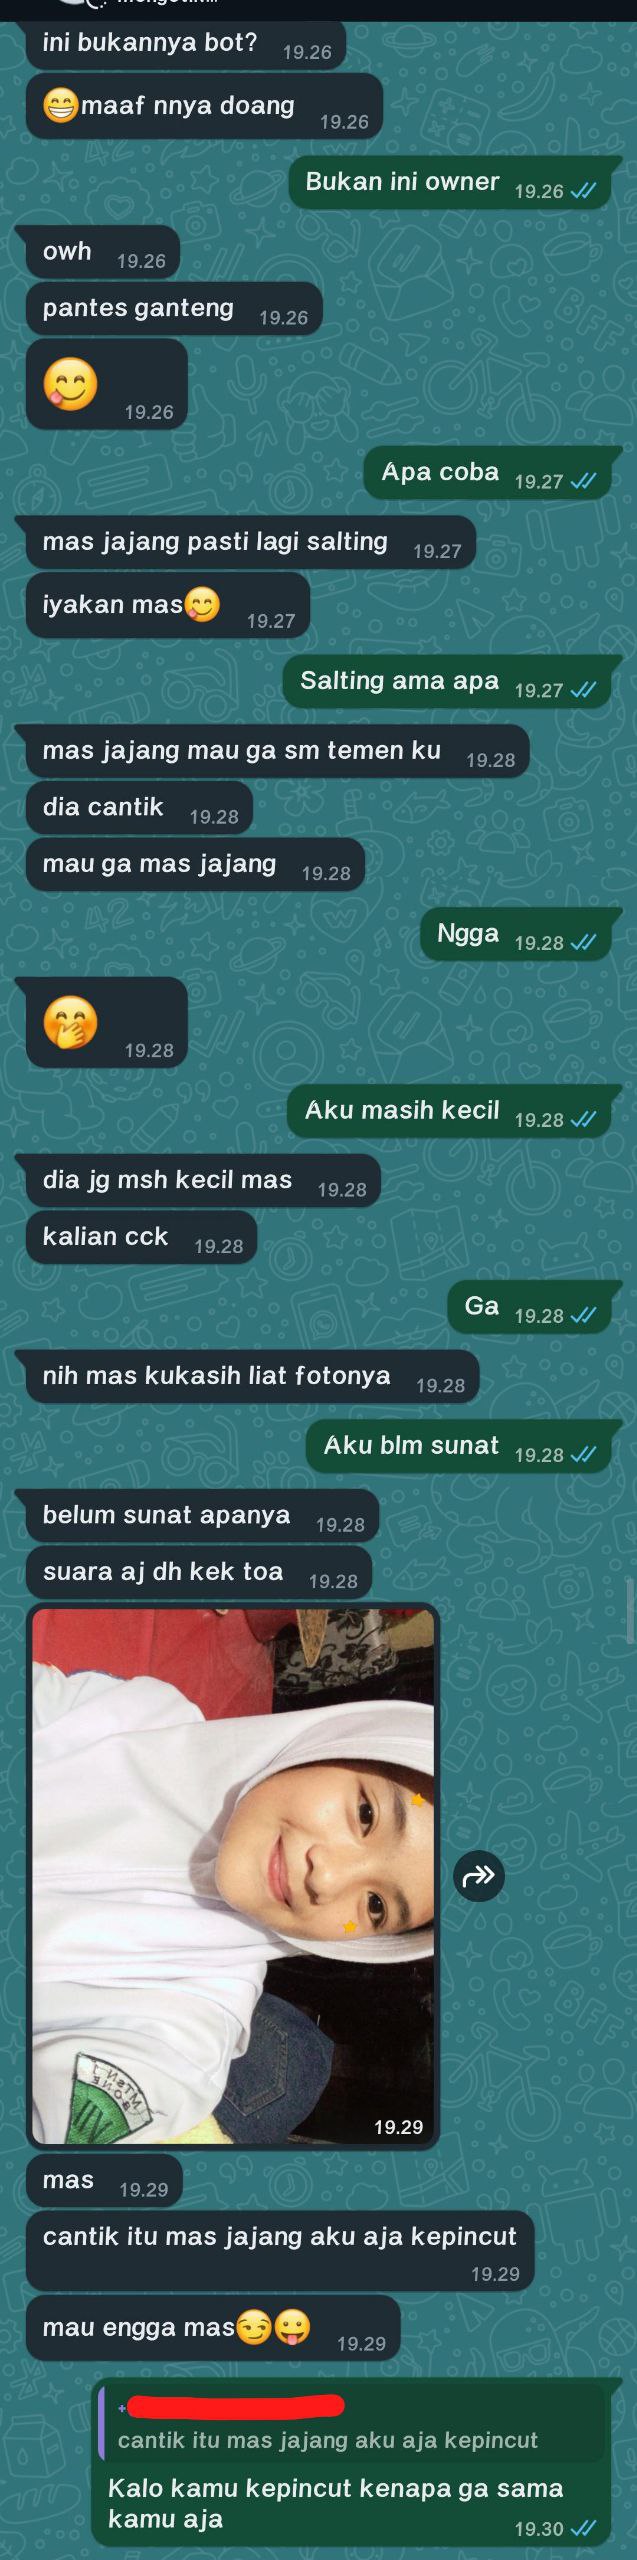 ini bukannya bot? 19.26
😁maaf nnya doang 19.26
Bukan ini owner 19.26
owh 19.26
pantes ganteng 19.26
😋 19.26
Apa coba 19.27
mas jajang pasti lagi salting 19.27
iyakan mas😋 19.27
Salting ama apa 19.27
mas jajang mau ga sm temen ku 19.28
dia cantik 19.28
mau ga mas jajang 19.28
Ngga 19.28
🤭 19.28
Aku masih kecil 19.28
dia jg msh kecil mas 19.28
kalian cck 19.28
Ga 19.28
nih mas kukasih liat fotonya 19.28
Aku blm sunat 19.28
belum sunat apanya 19.28
suara aj dh kek toa 19.28
MTSN 1
BONE
VII
19.29
mas 19.29
cantik itu mas jajang aku aja kepincut
19.29
mau engga mas😏😛 19.29
+
cantik itu mas jajang aku aja kepincut
Kalo kamu kepincut kenapa ga sama
kamu aja 19.30